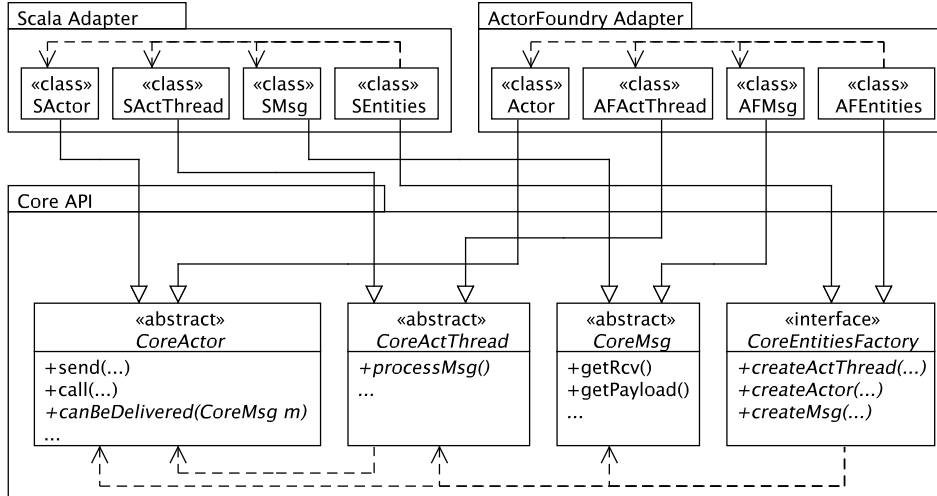 Scala Adapter
ActorFoundry Adapter
«class»
SActor
«class»
SActThread
«class»
SMsg
«class»
SEntities
«class»
Actor
«class»
AFActThread
«class»
AFMsg
«class»
AFEntities
Core API
«abstract»
CoreActor
+send(...)
+call(...)
+canBeDelivered(CoreMsg m)
...
«abstract»
CoreActThread
+processMsg()
...
«abstract»
CoreMsg
+getRcv()
+getPayload()
...
«interface»
CoreEntitiesFactory
+createActThread(...)
+createActor(...)
+createMsg(...)